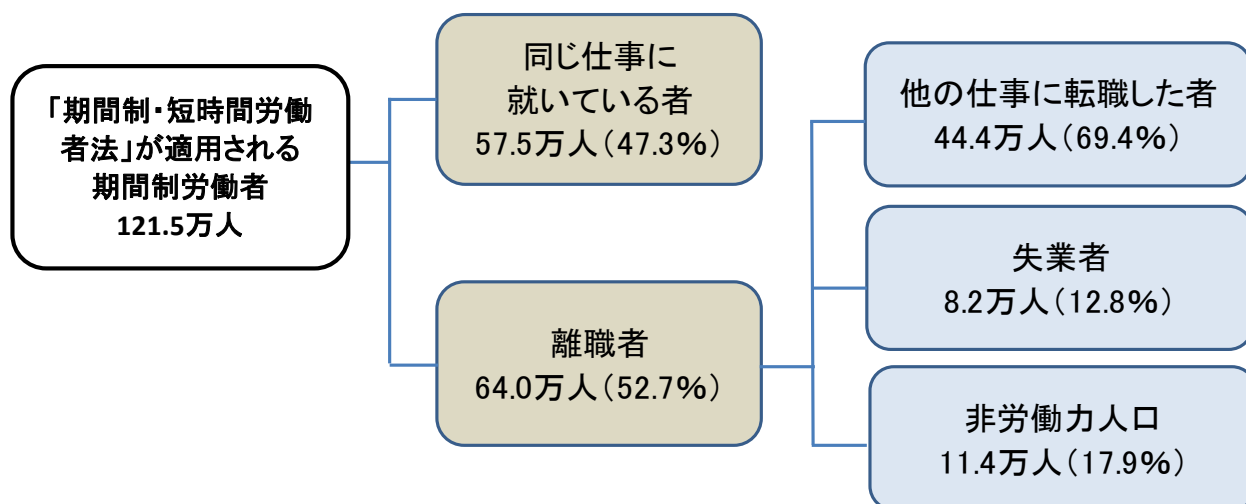 「期間制・短時間労働
者法」が適用される
期間制労働者
121.5万人
同じ仕事に
就いている者
57.5万人(47.3%)
離職者
64.0万人(52.7%)
他の仕事に転職した者
44.4万人(69.4%)
失業者
8.2万人(12.8%)
非労働力人口
11.4万人(17.9%)